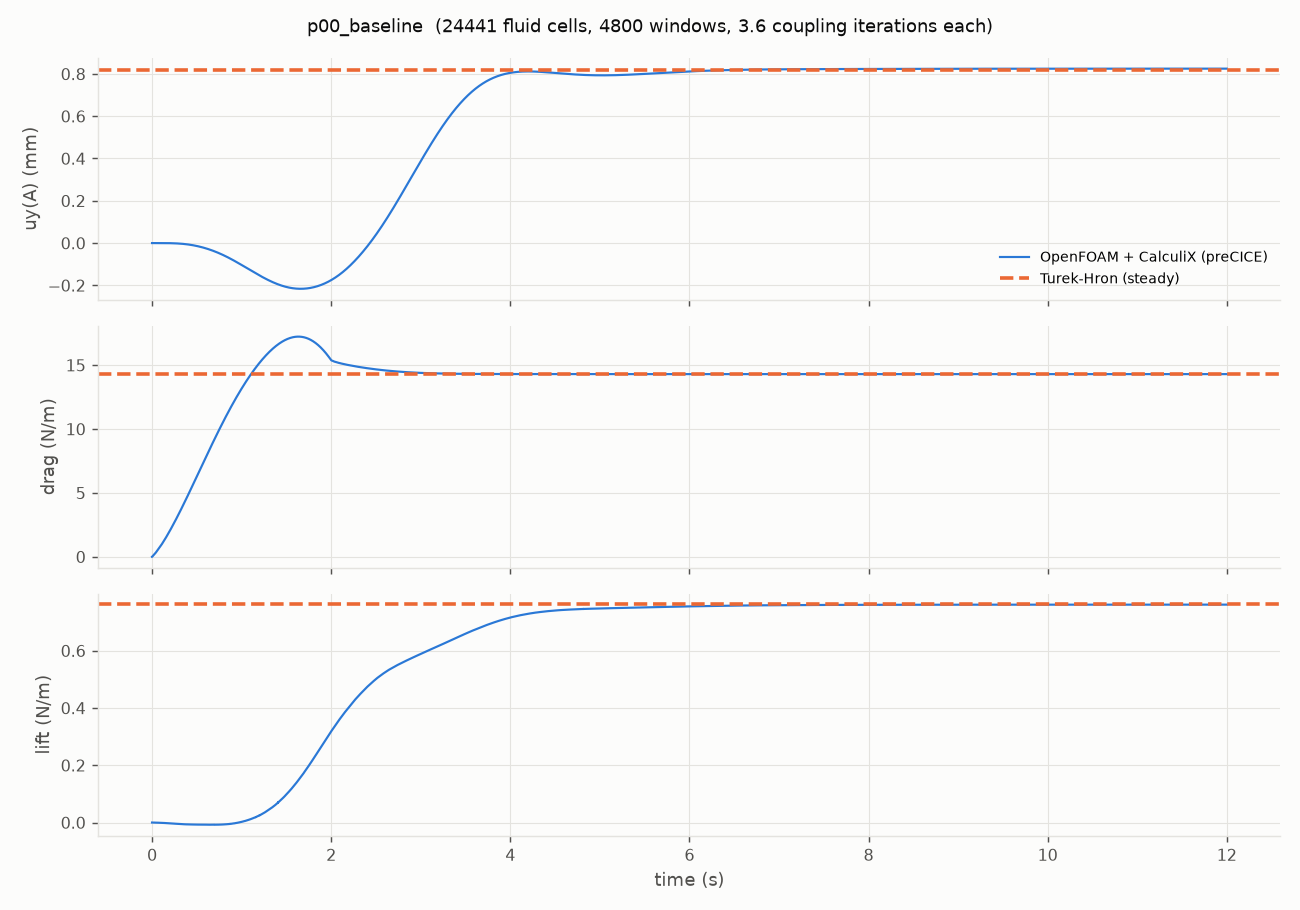 p00_baseline  (24441 fluid cells, 4800 windows, 3.6 coupling iterations each)
uy(A) (mm)
0.8
0.6
0.4
0.2
0.0
−0.2
OpenFOAM + CalculiX (preCICE)
Turek-Hron (steady)
drag (N/m)
15
10
5
0
lift (N/m)
0.6
0.4
0.2
0.0
0 2 4 6 8 10 12
time (s)